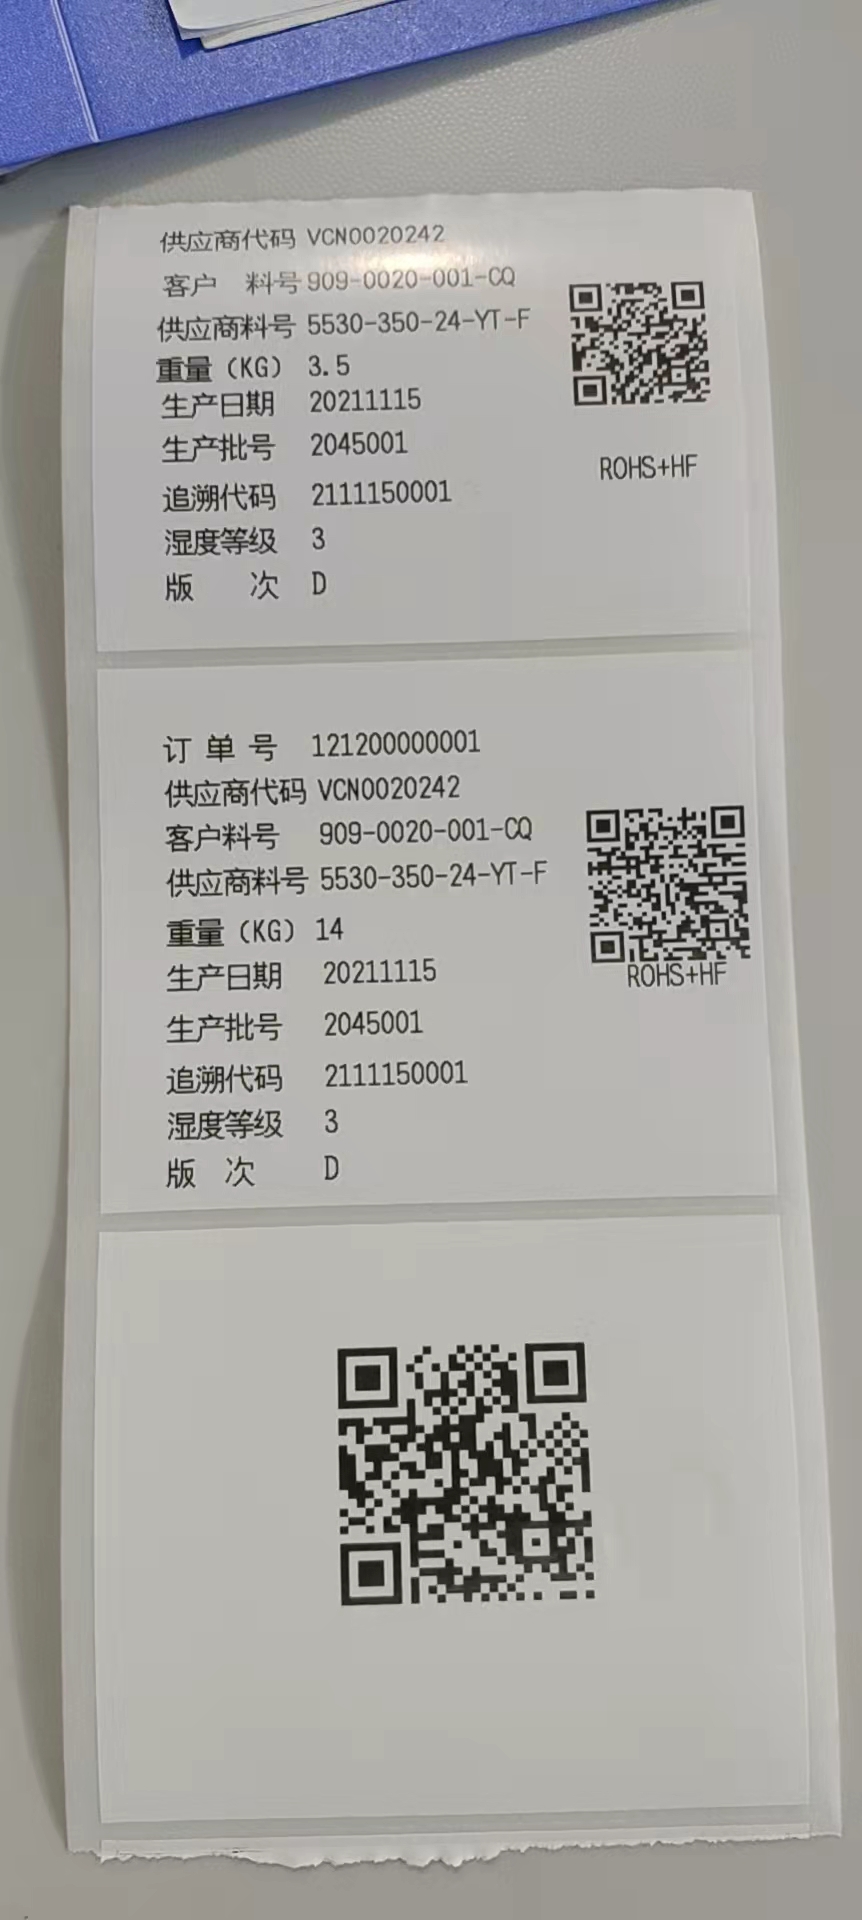 供应商代码 VCN0020242
客户 料号 909-0020-001-CQ
供应商料号 5530-350-24-YT-F
重量（KG） 3.5
生产日期 20211115
生产批号 2045001
ROHS+HF
追溯代码 2111150001
湿度等级 3
版 次 D
订 单 号 121200000001
供应商代码 VCN0020242
客户料号 909-0020-001-CQ
供应商料号 5530-350-24-YT-F
重量（KG） 14
生产日期 20211115
ROHS+HF
生产批号 2045001
追溯代码 2111150001
湿度等级 3
版 次 D